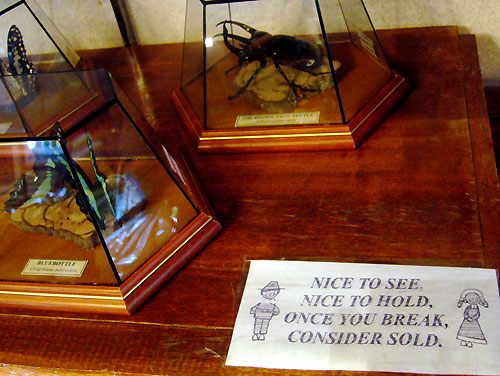 BLUEBOTTLE
NICE TO SEE,
NICE TO HOLD,
ONCE YOU BREAK,
CONSIDER SOLD.